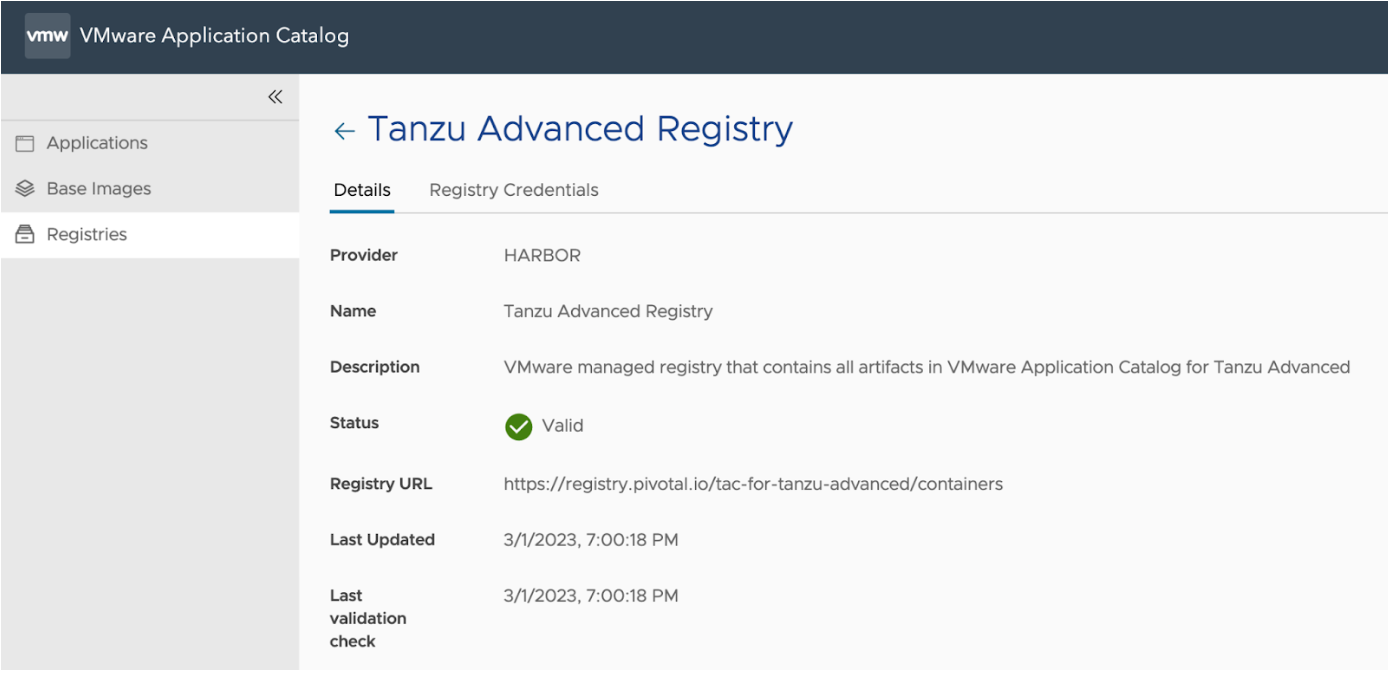 vmw VMware Application Catalog
Applications
Base Images
Registries
Tanzu Advanced Registry
Details Registry Credentials
Provider HARBOR
Name Tanzu Advanced Registry
Description VMware managed registry that contains all artifacts in VMware Application Catalog for Tanzu Advanced
Status Valid
Registry URL https://registry.pivotal.io/tac-for-tanzu-advanced/containers
Last Updated 3/1/2023, 7:00:18 PM
Last 3/1/2023, 7:00:18 PM
validation
check